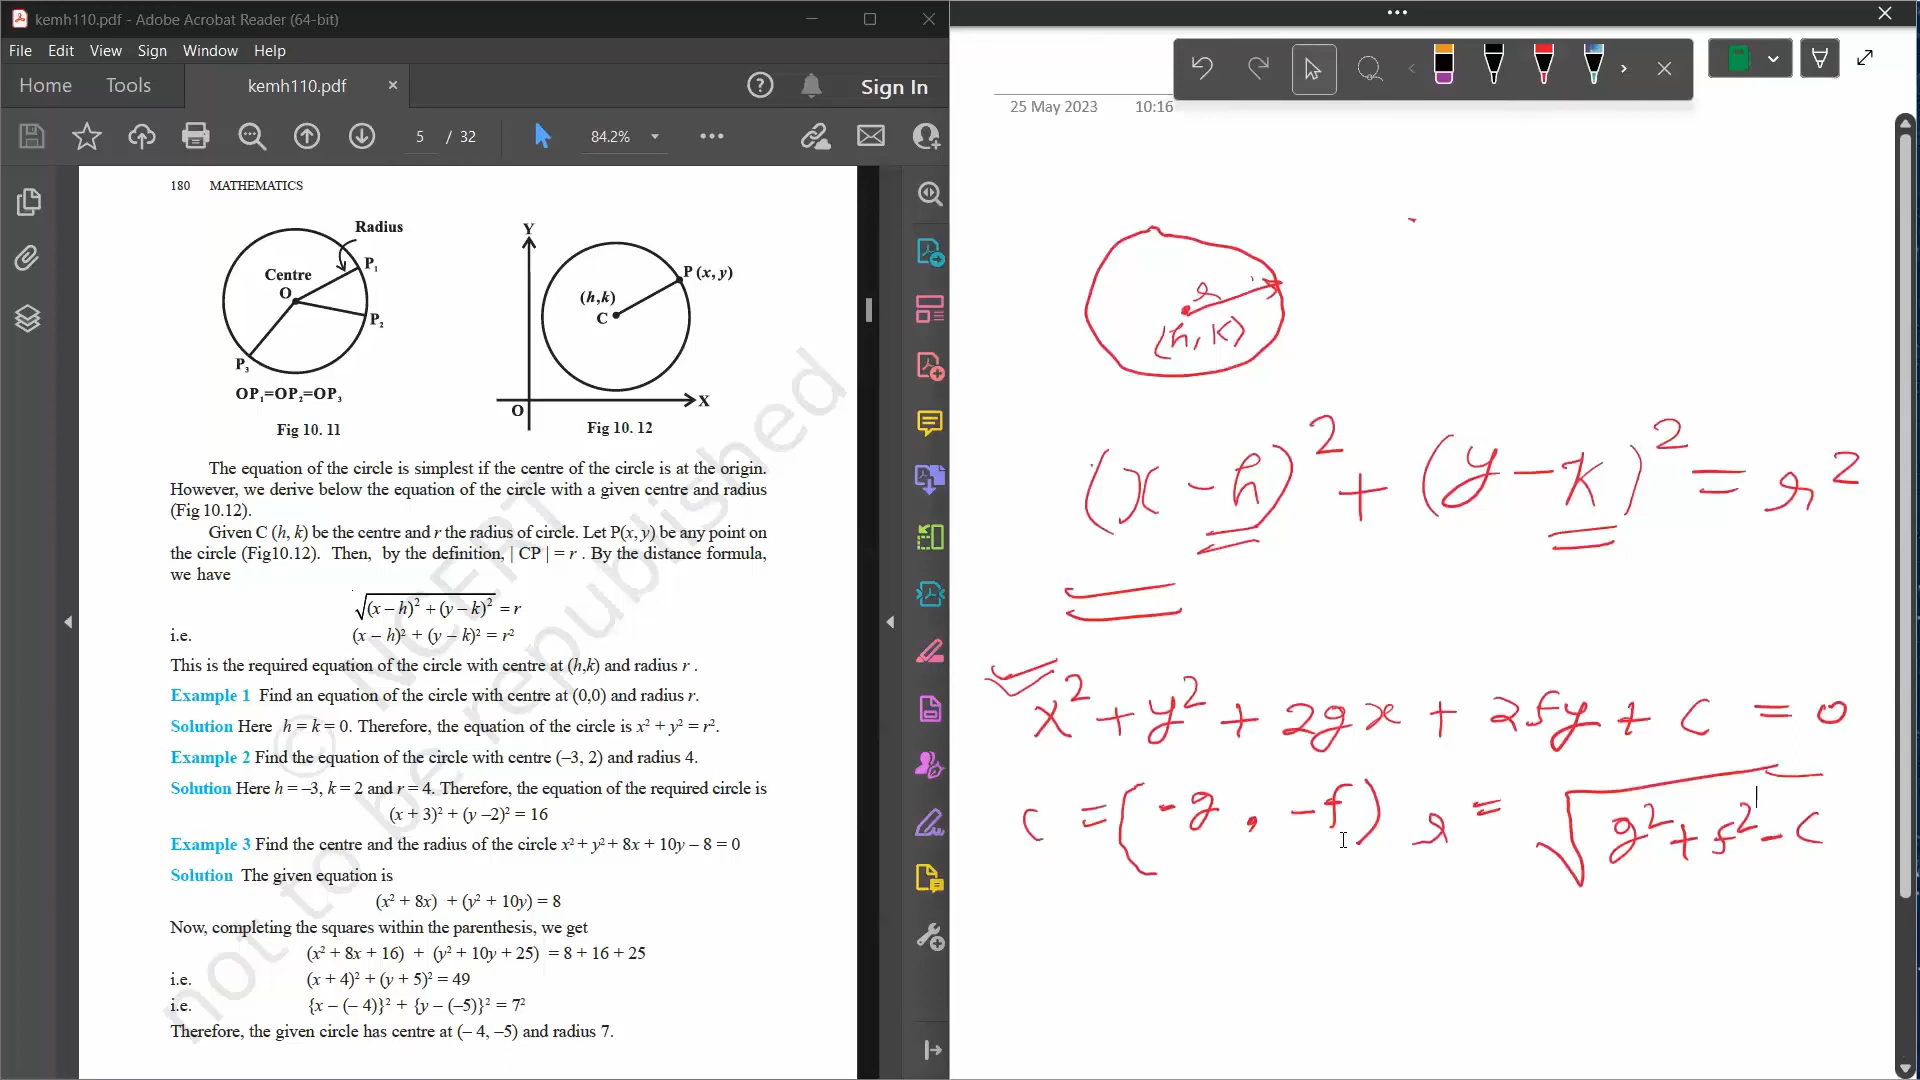 kemh110.pdf - Adobe Acrobat Reader (64-bit)
File Edit View Sign Window Help
Home Tools kemh110.pdf × Sign In
5 / 32 84.2%
180 MATHEMATICS
Radius
Centre
O
P₁
P₂
P₃
OP₁=OP₂=OP₃
Fig 10. 11
Y
P (x, y)
(h,k)
C
O
X
Fig 10. 12
The equation of the circle is simplest if the centre of the circle is at the origin.
However, we derive below the equation of the circle with a given centre and radius
(Fig 10.12).
Given C (h, k) be the centre and r the radius of circle. Let P(x, y) be any point on
the circle (Fig10.12). Then, by the definition, | CP | = r . By the distance formula,
we have
√((x – h)² + (y – k)²) = r
i.e. (x – h)² + (y – k)² = r²
This is the required equation of the circle with centre at (h,k) and radius r .
Example 1 Find an equation of the circle with centre at (0,0) and radius r.
Solution Here h = k = 0. Therefore, the equation of the circle is x² + y² = r².
Example 2 Find the equation of the circle with centre (–3, 2) and radius 4.
Solution Here h = –3, k = 2 and r = 4. Therefore, the equation of the required circle is
(x + 3)² + (y –2)² = 16
Example 3 Find the centre and the radius of the circle x² + y² + 8x + 10y – 8 = 0
Solution The given equation is
(x² + 8x) + (y² + 10y) = 8
Now, completing the squares within the parenthesis, we get
(x² + 8x + 16) + (y² + 10y + 25) = 8 + 16 + 25
i.e. (x + 4)² + (y + 5)² = 49
i.e. {x – (– 4)}² + {y – (–5)}² = 7²
Therefore, the given circle has centre at (– 4, –5) and radius 7.
© NCERT
not to be republished
25 May 2023 10:16
r
(h, k)
(x - h)² + (y - k)² = r²
x² + y² + 2gx + 2fy + c = 0
c = (-g, -f) r = √(g² + f² - c)